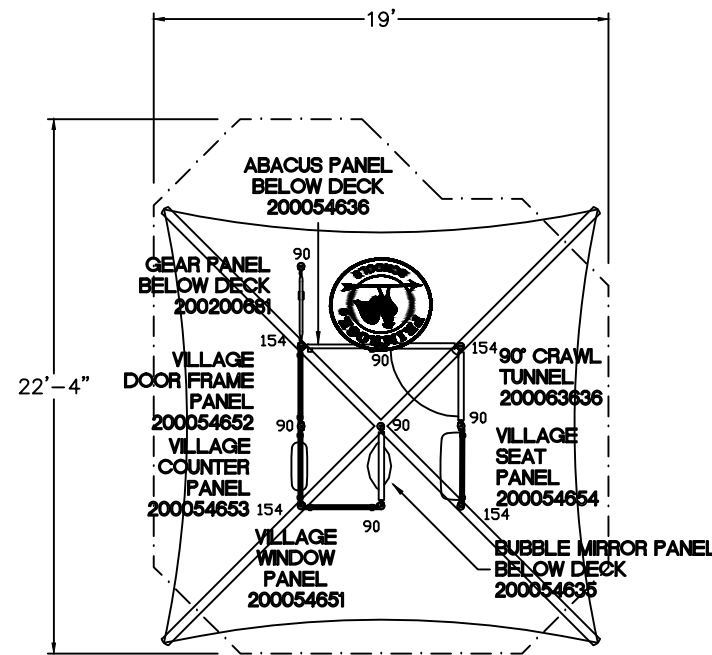 19'
ABACUS PANEL
BELOW DECK
200054636
90
GEAR PANEL
BELOW DECK
200200681
PRIMROSE
SCHOOLS
154
90
154
90° CRAWL
TUNNEL
200063636
VILLAGE
DOOR FRAME
PANEL
200054652
22'-4"
90
90
90
VILLAGE
COUNTER
PANEL
200054653
VILLAGE
SEAT
PANEL
200054654
154
90
154
VILLAGE
WINDOW
PANEL
200054651
BUBBLE MIRROR PANEL
BELOW DECK
200054635